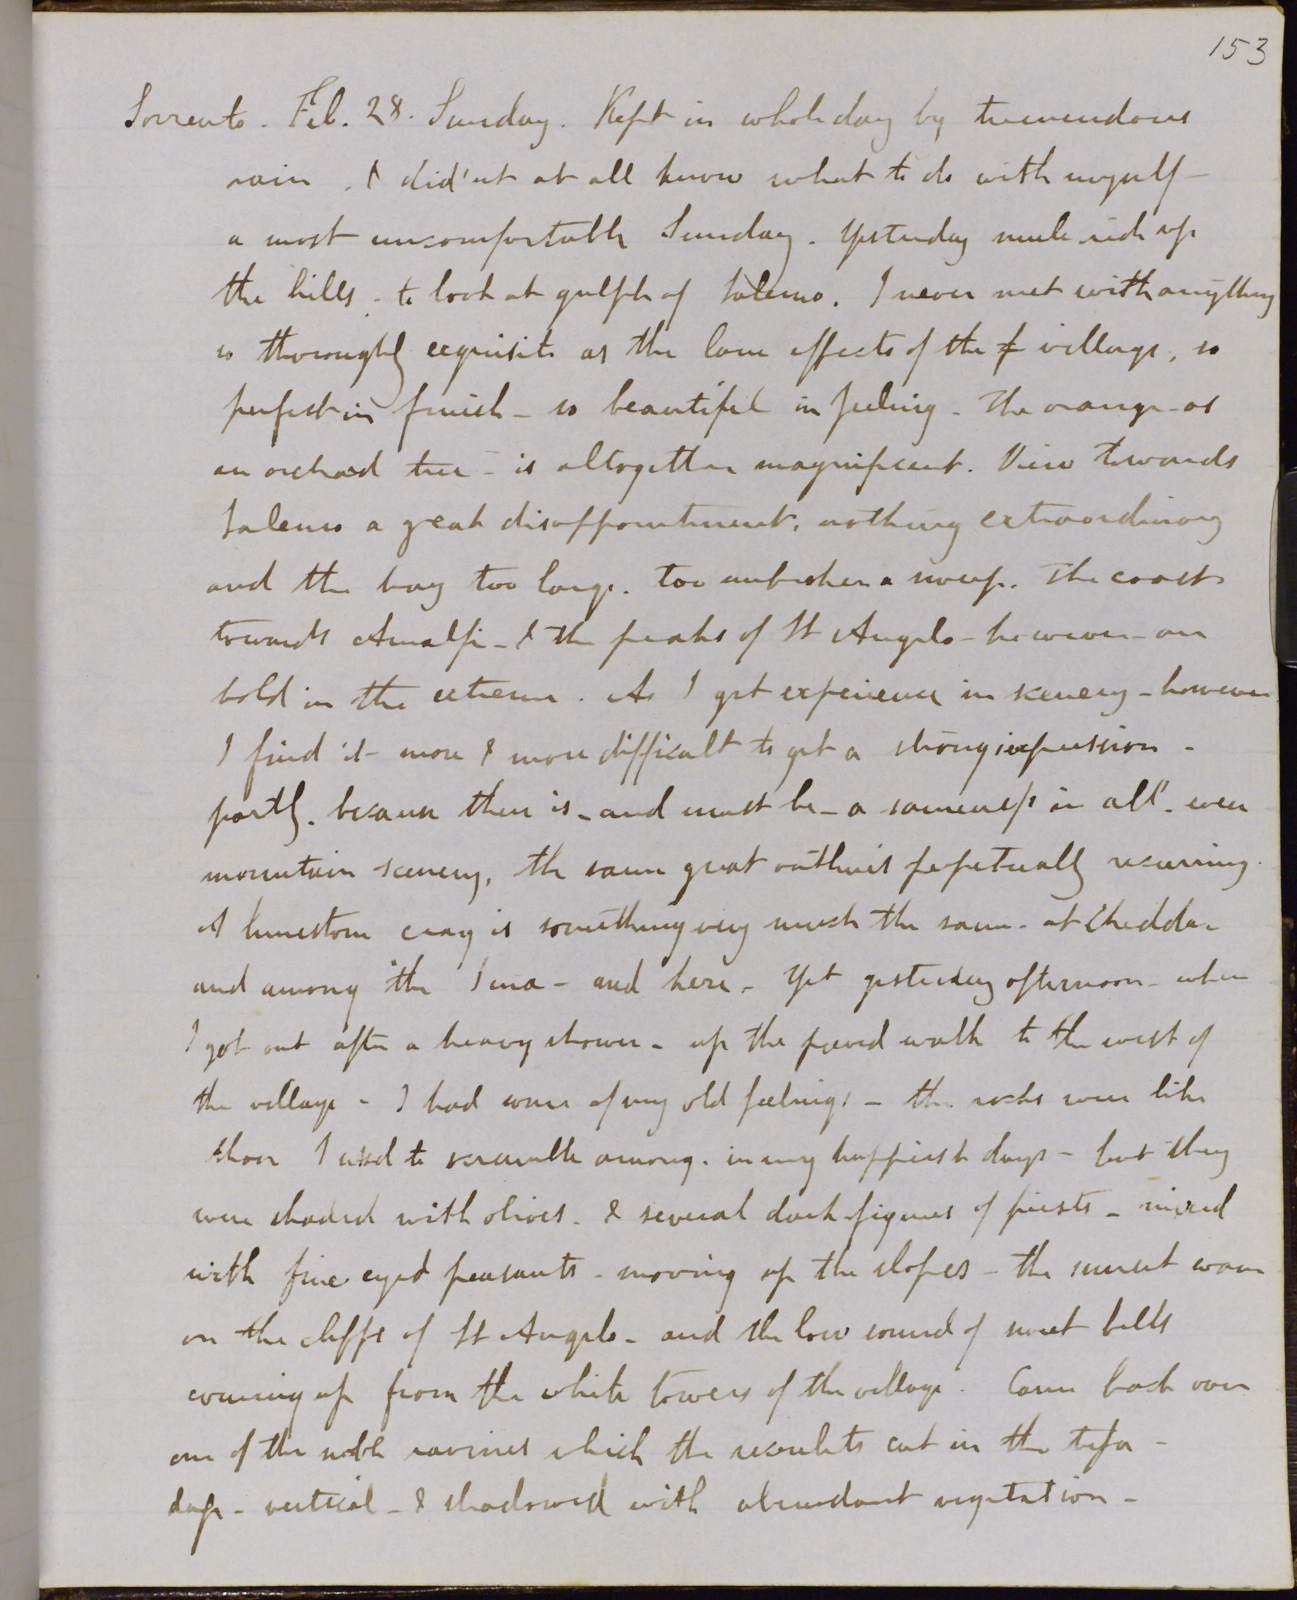 153
Sorrento. Feb. 28. Sunday. Kept in whole day by tremendous
rain. I did'nt at all know what to do with myself -
a most uncomfortable Sunday. Yesterday mule ride up
the hills - to look at gulph of Salerno. I never met with anything
so thoroughly exquisite as the lane effects of the village, so
perfect in finish - so beautiful in feeling - The orange - as
an orchard tree - is altogether magnificent. View towards
Salerno a great disappointment, nothing extraordinary
and the bay too large. too unbroken a sweep. The coast
towards Amalfi - & the peaks of St Angelo - however - are
bold in the extreme. As I get experience in scenery - however
I find it more & more difficult to get a strong impression -
partly. because there is - and must be - a sameness in all - even
mountain scenery, the same great outlines perpetually recurring.
A limestone crag is something very much the same - at Cheddar
and among the Jura - and here - Yet yesterday afternoon - when
I got out after a heavy shower - up the paved walk to the west of
the village - I had some of my old feelings - the rocks were like
those I used to scramble among. in my happiest days - but they
were shaded with olives - & several dark figures of priests - mixed
with fine eyed peasants - moving up the slopes - the sunset warm
on the cliffs of St Angelo - and the low sound of sweet bells
coming up from the white towers of the village. Came back over
one of the noble ravines which the rivulets cut in the tufa -
deep - vertical - & shadowed with abundant vegetation -